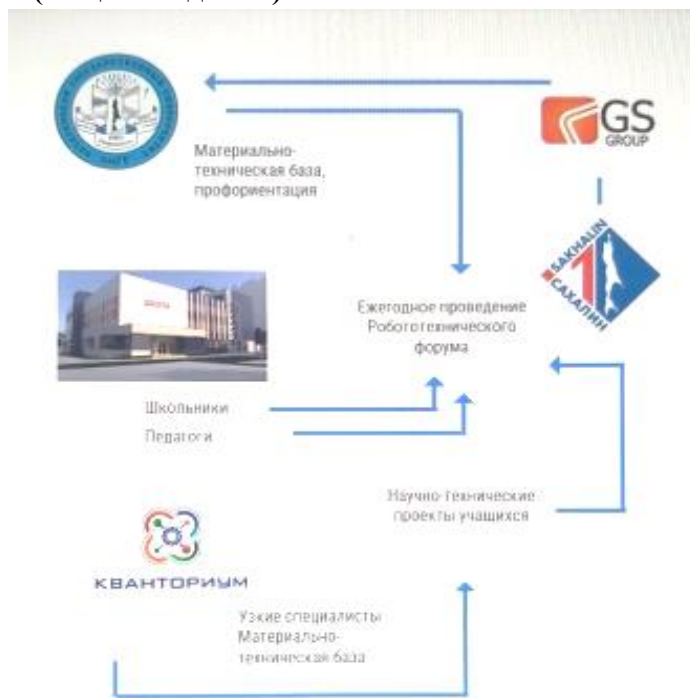 GS
GROUP
Материально-
техническая база,
профориентация
SAKHALIN
1
САХАЛИН
Ежегодное проведение
Робототехнического
форума
Школьники
Педагоги
Научно-технические
проекты учащихся
КВАНТОРИУМ
Узкие специалисты
Материально-
техническая база